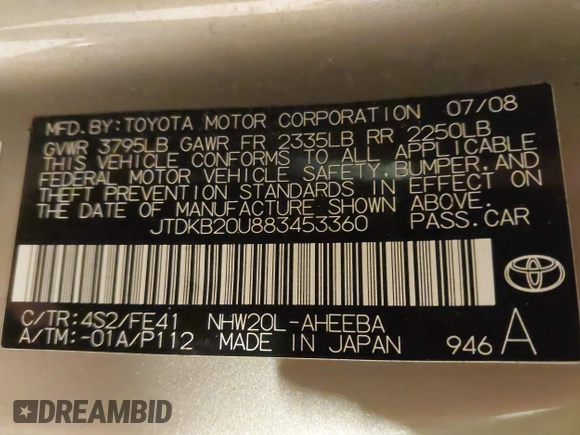 MFD.BY:TOYOTA MOTOR CORPORATION 07/08
GVWR 3795LB GAWR FR 2335LB RR 2250LB
THIS VEHICLE CONFORMS TO ALL APPLICABLE
FEDERAL MOTOR VEHICLE SAFETY,BUMPER,AND
THEFT PREVENTION STANDARDS IN EFFECT ON
THE DATE OF MANUFACTURE SHOWN ABOVE.
JTDKB20U883453360 PASS.CAR
C/TR:4S2/FE41 NHW20L-AHEEBA
A/TM:-01A/P112 MADE IN JAPAN 946 A
DREAMBID